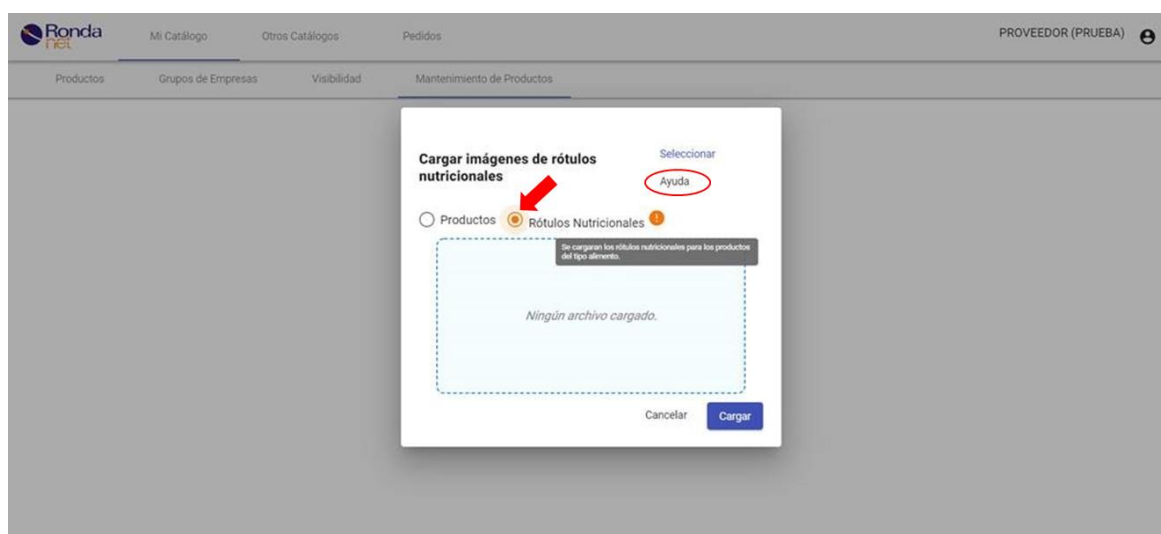 Ronda
net
Mi Catálogo Otros Catálogos Pedidos PROVEEDOR (PRUEBA)
Productos Grupos de Empresas Visibilidad Mantenimiento de Productos
Cargar imágenes de rótulos
nutricionales
Seleccionar
Ayuda
Productos Rótulos Nutricionales !
Se cargaran los rótulos nutricionales para los productos
del tipo alimento.
Ningún archivo cargado.
Cancelar Cargar